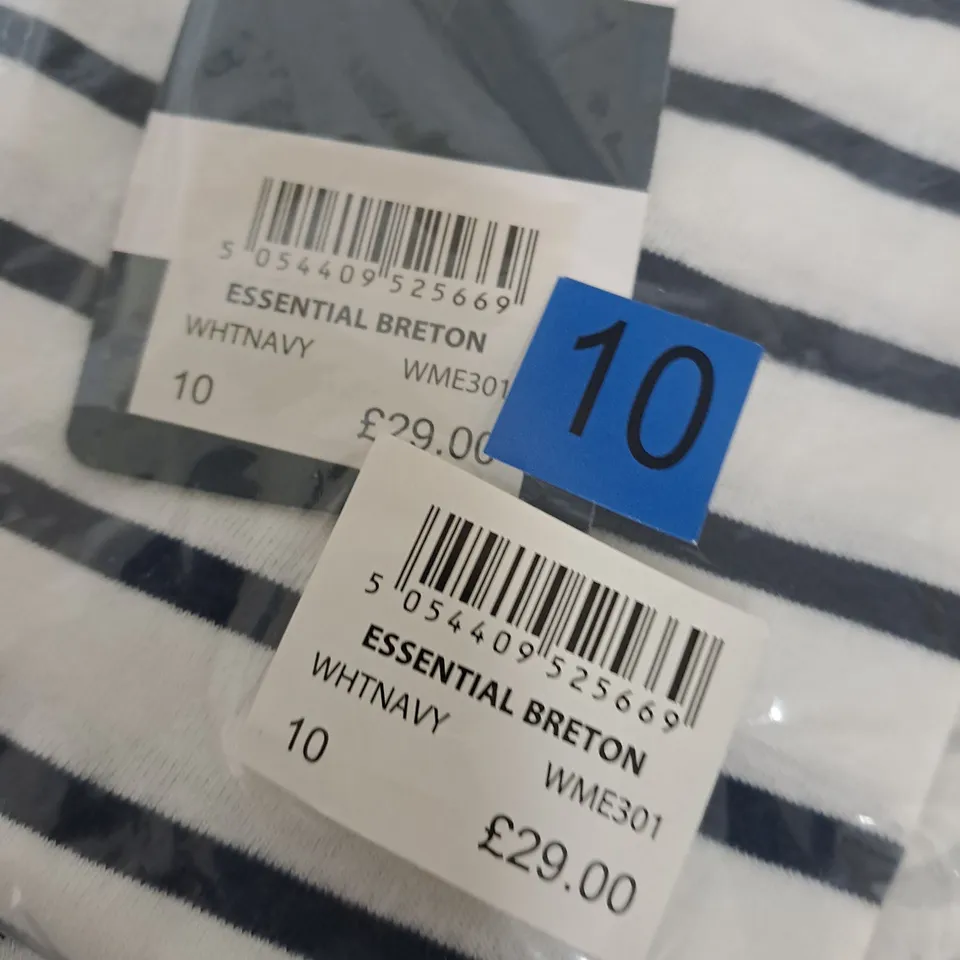 5 054409 525669
ESSENTIAL BRETON
WHTNAVY
WME301
10
£29.00
10
5 054409 525669
ESSENTIAL BRETON
WHTNAVY
WME301
10
£29.00